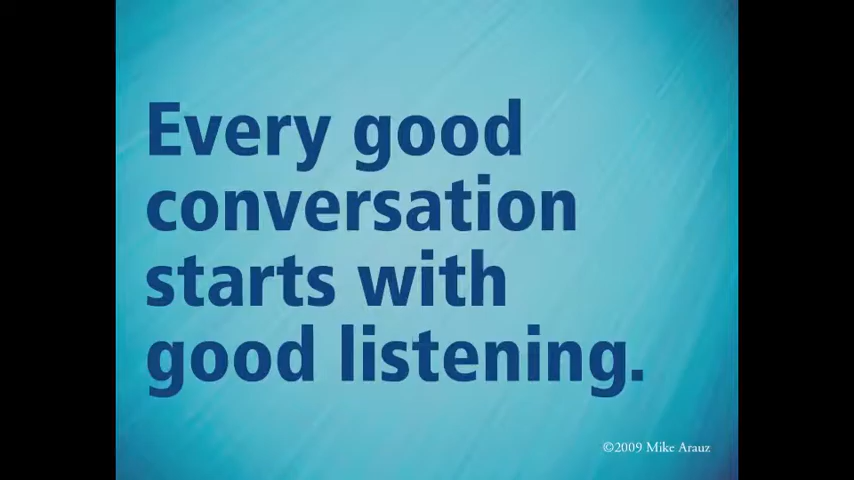 Every good
conversation
starts with
good listening.
©2009 Mike Arauz